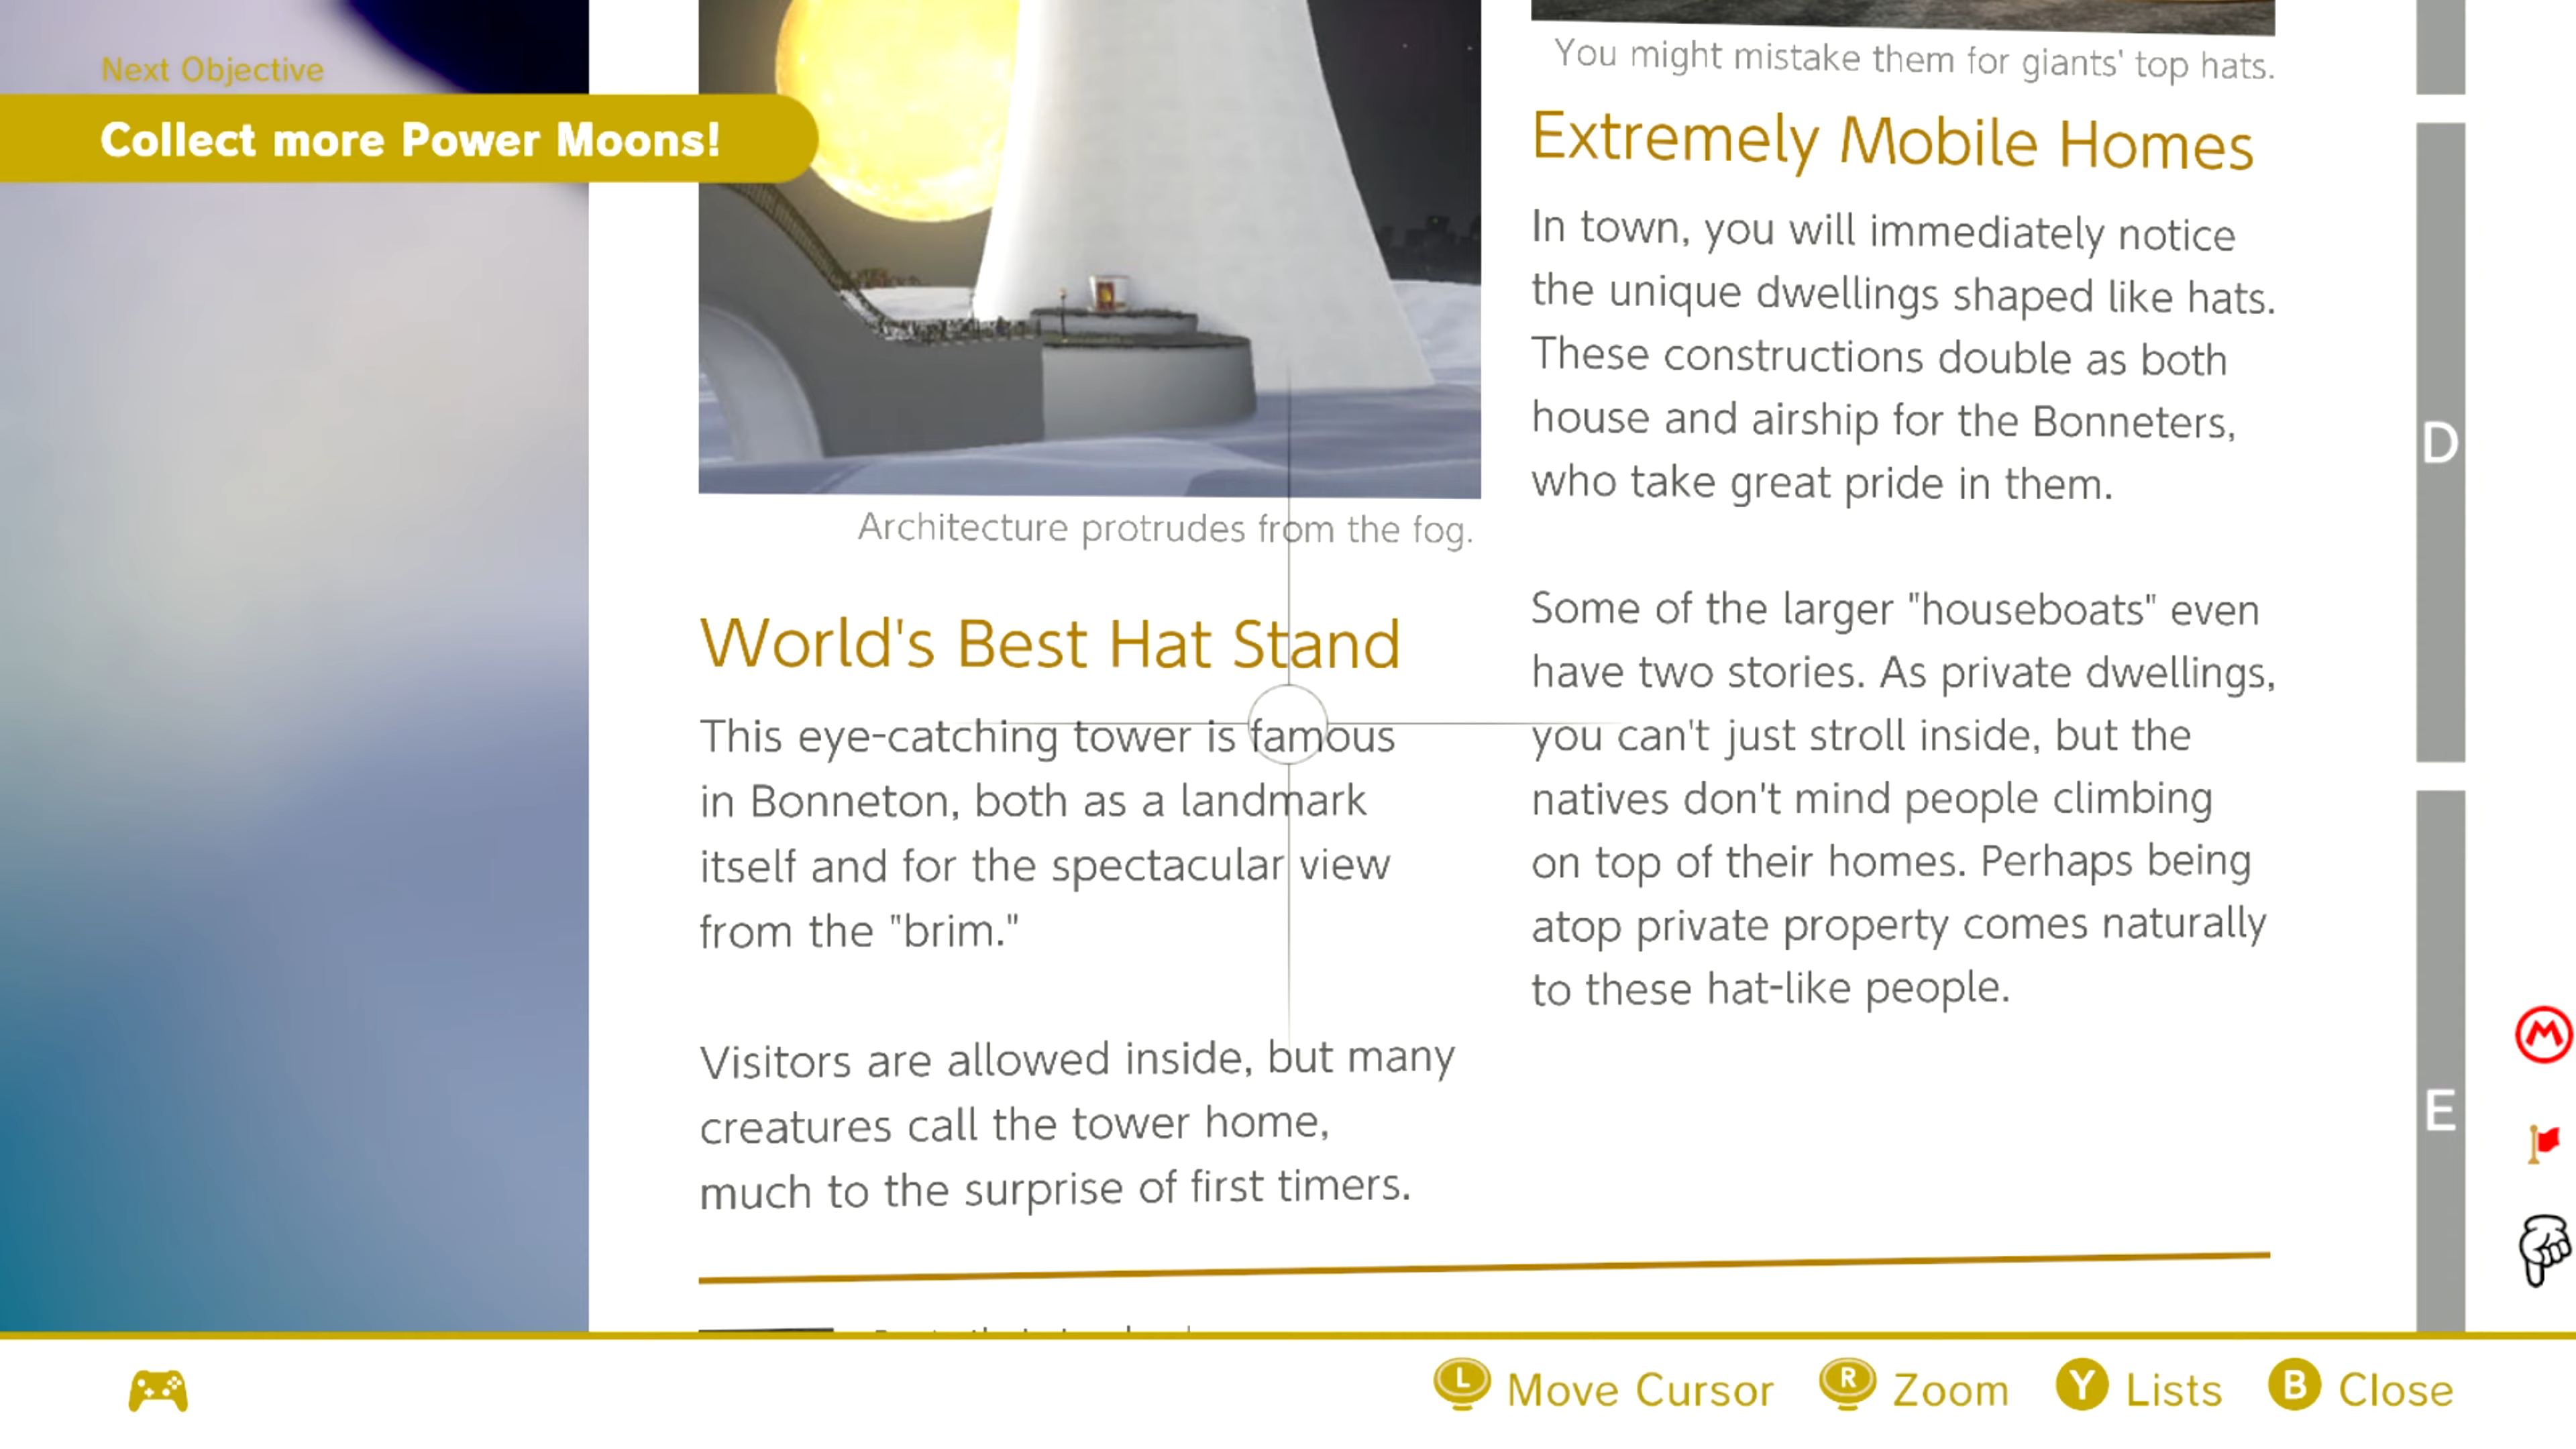 Next Objective
Collect more Power Moons!
Architecture protrudes from the fog.
World's Best Hat Stand
This eye-catching tower is famous
in Bonneton, both as a landmark
itself and for the spectacular view
from the "brim."
Visitors are allowed inside, but many
creatures call the tower home,
much to the surprise of first timers.
You might mistake them for giants' top hats.
Extremely Mobile Homes
In town, you will immediately notice
the unique dwellings shaped like hats.
These constructions double as both
house and airship for the Bonneters,
who take great pride in them.
Some of the larger "houseboats" even
have two stories. As private dwellings,
you can't just stroll inside, but the
natives don't mind people climbing
on top of their homes. Perhaps being
atop private property comes naturally
to these hat-like people.
D
E
M
L Move Cursor R Zoom Y Lists B Close